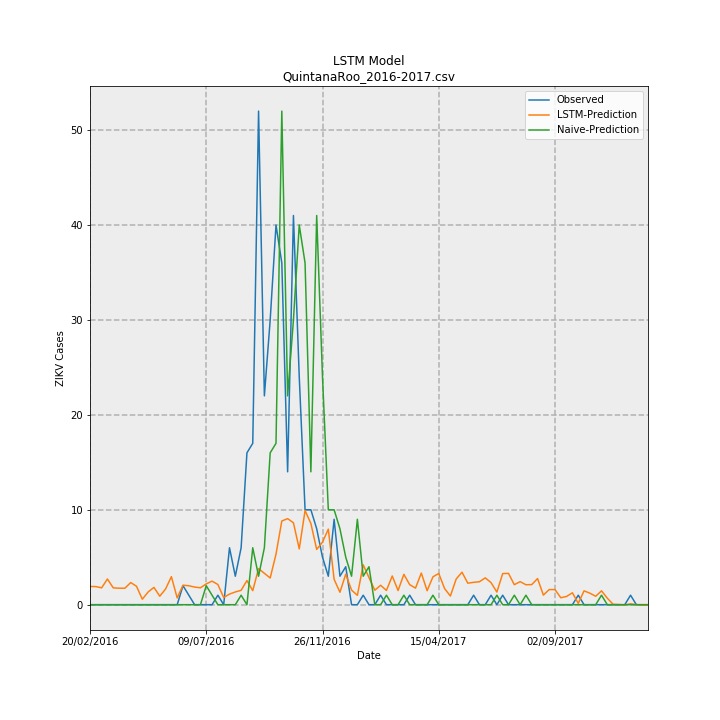 LSTM Model
QuintanaRoo_2016-2017.csv
Observed
LSTM-Prediction
Naive-Prediction
50
40
30
20
10
0
ZIKV Cases
20/02/2016
09/07/2016
26/11/2016
15/04/2017
02/09/2017
Date